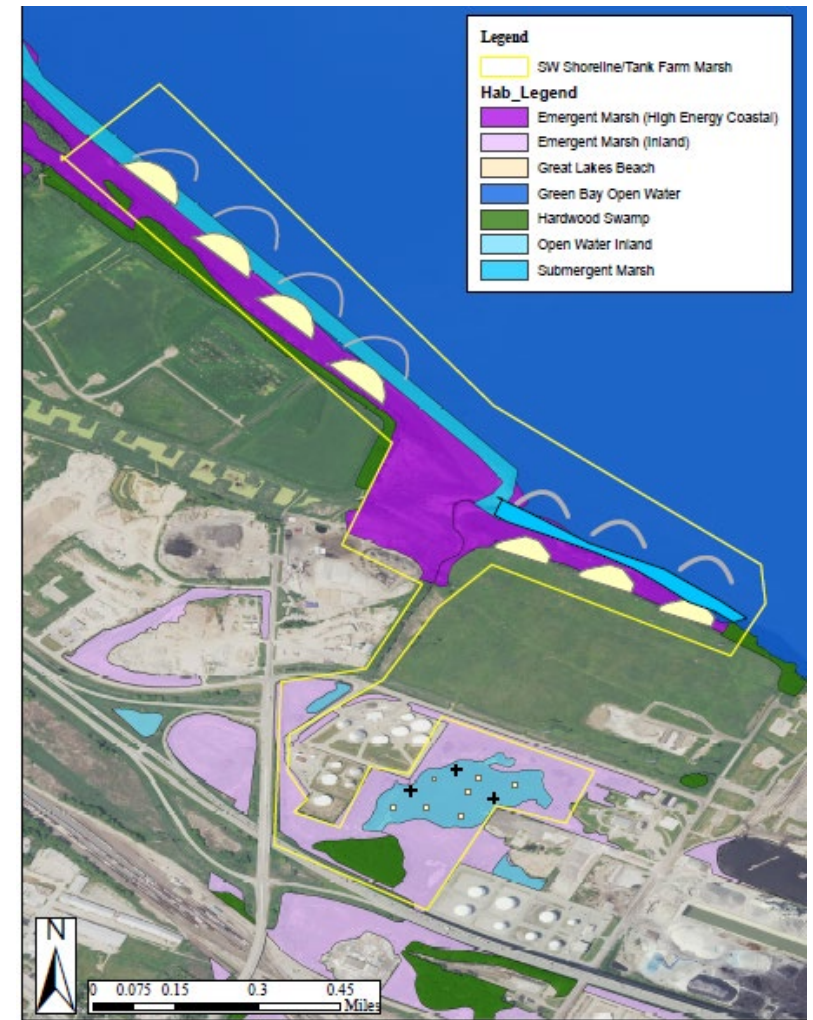 Legend
SW Shoreline/Tank Farm Marsh
Hab_Legend
Emergent Marsh (High Energy Coastal)
Emergent Marsh (Inland)
Great Lakes Beach
Green Bay Open Water
Hardwood Swamp
Open Water Inland
Submergent Marsh
N
0 0.075 0.15 0.3 0.45
Miles